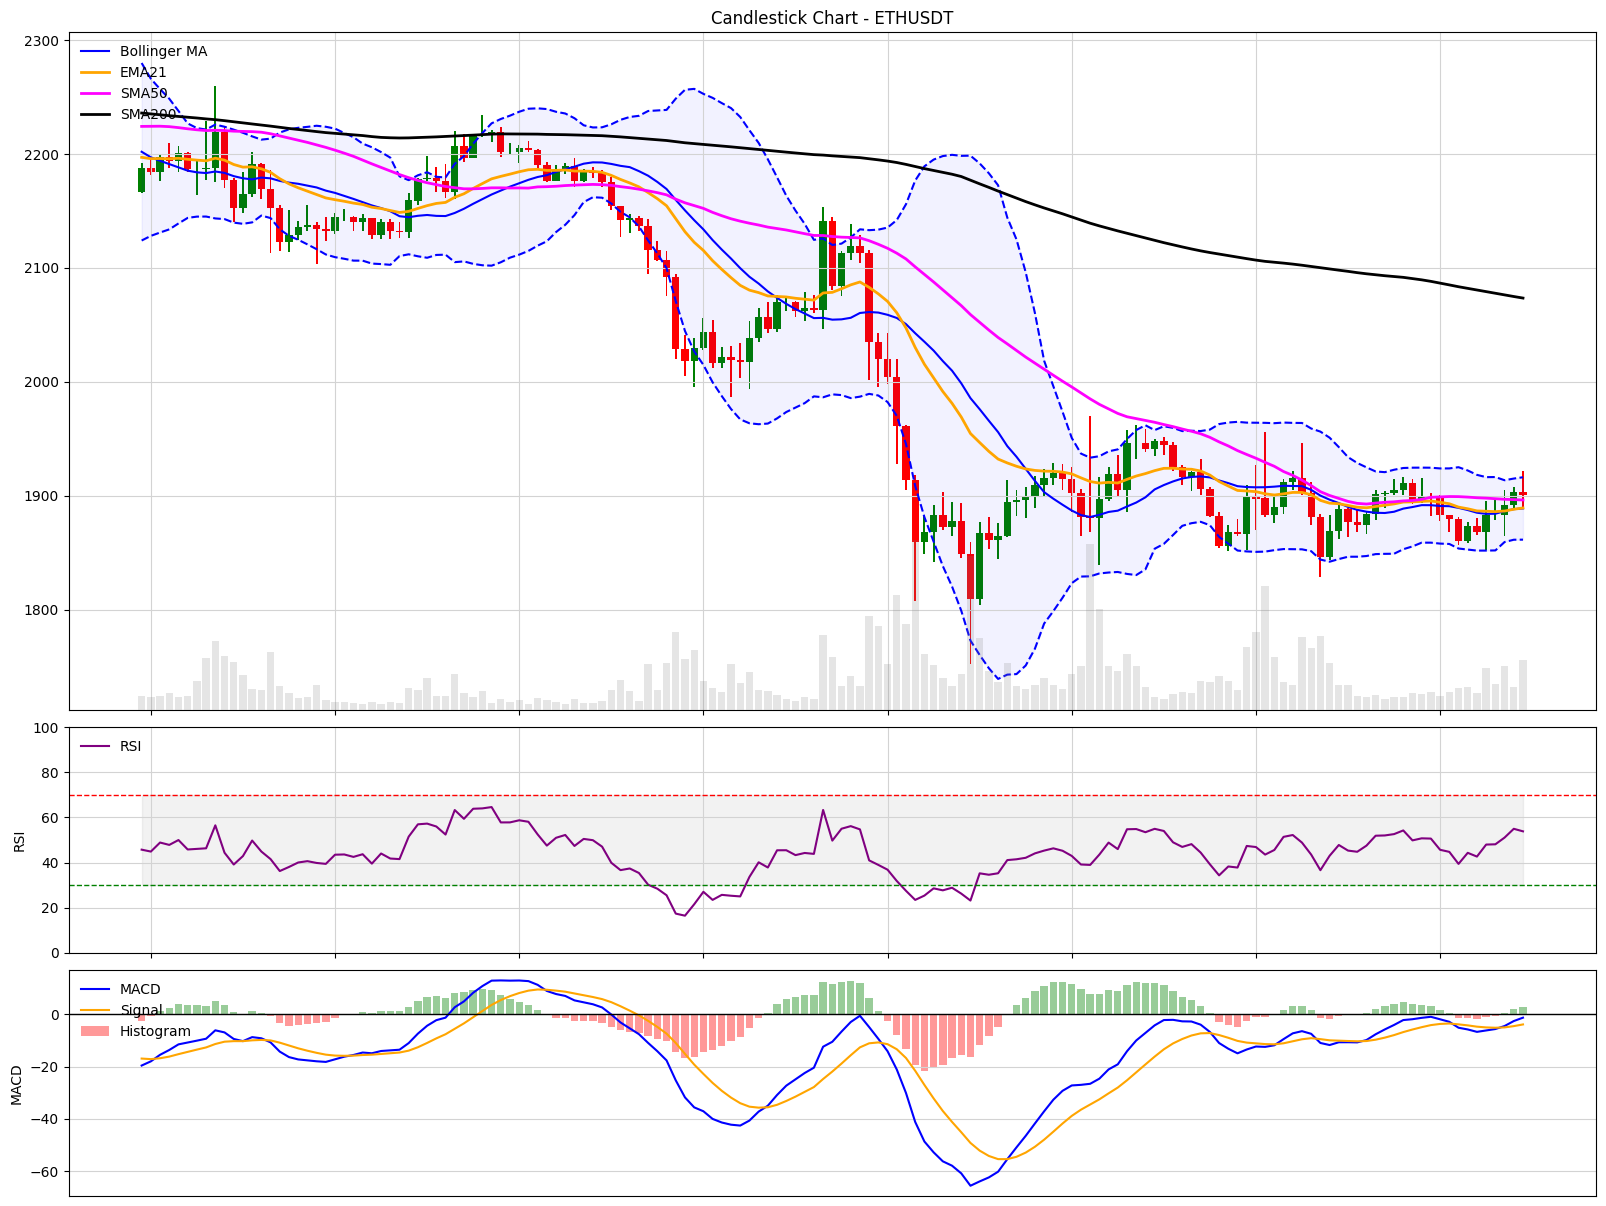 Candlestick Chart - ETHUSDT
2300
2200
2100
2000
1900
1800
Bollinger MA
EMA21
SMA50
SMA200
RSI
100
80
60
40
20
0
RSI
MACD
0
−20
−40
−60
MACD
Signal
Histogram